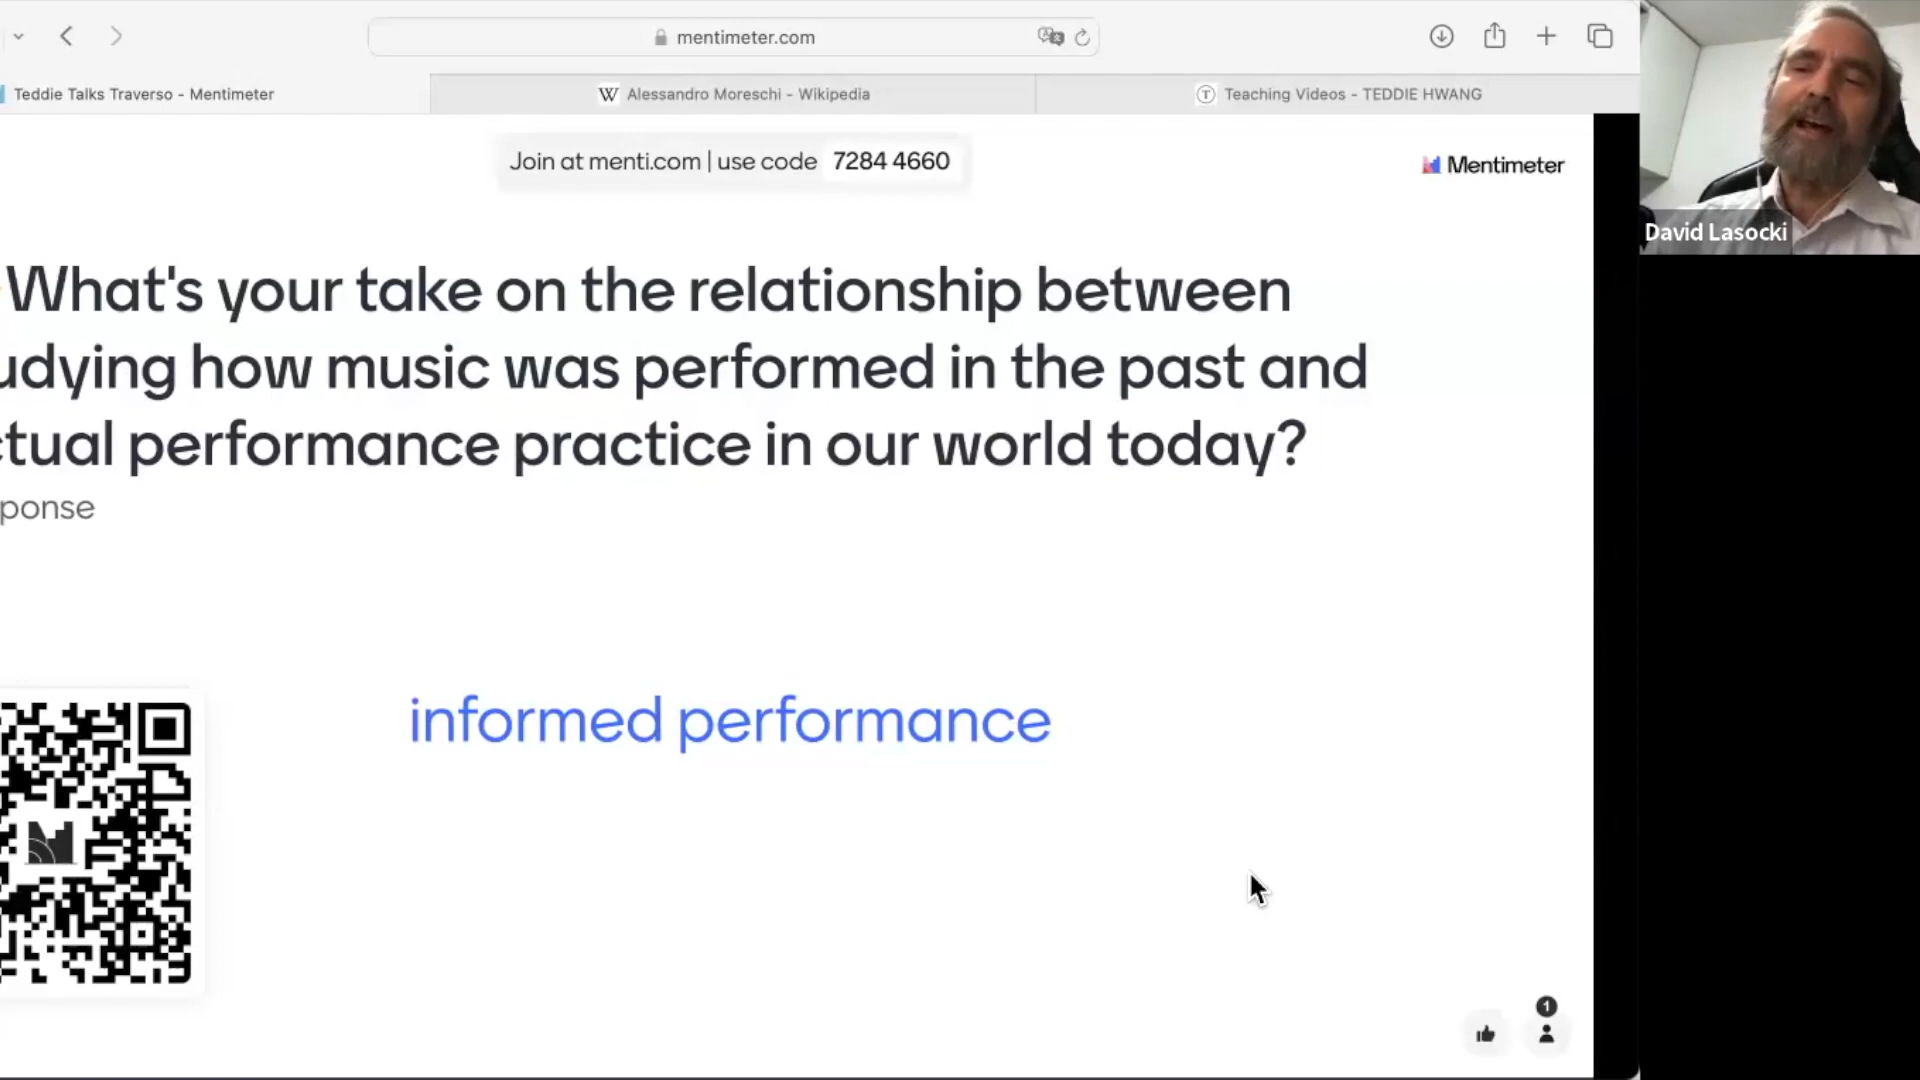 mentimeter.com
Teddie Talks Traverso - Mentimeter
Alessandro Moreschi - Wikipedia
Teaching Videos - TEDDIE HWANG
Join at menti.com | use code 7284 4660
Mentimeter
David Lasocki
What's your take on the relationship between
udying how music was performed in the past and
ctual performance practice in our world today?
ponse
informed performance
1